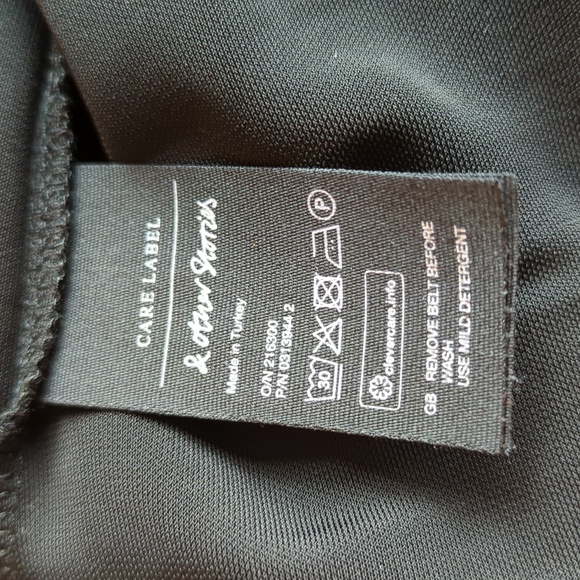 CARE LABEL
& other Stories
Made in Turkey
O/N 216300
P/N 0313944 2
30 P
clevercare.info
GB REMOVE BELT BEFORE
WASH
USE MILD DETERGENT